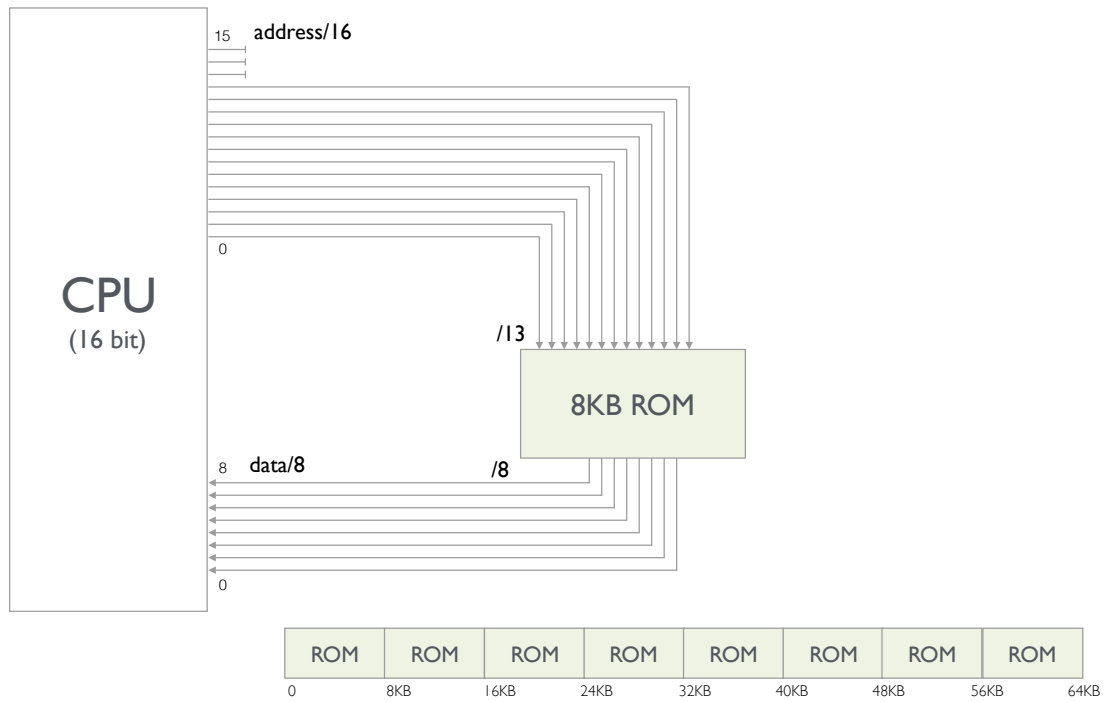 15 address/16
0
CPU
(16 bit)
/13
8KB ROM
8 data/8 /8
0
ROM ROM ROM ROM ROM ROM ROM ROM
0 8KB 16KB 24KB 32KB 40KB 48KB 56KB 64KB